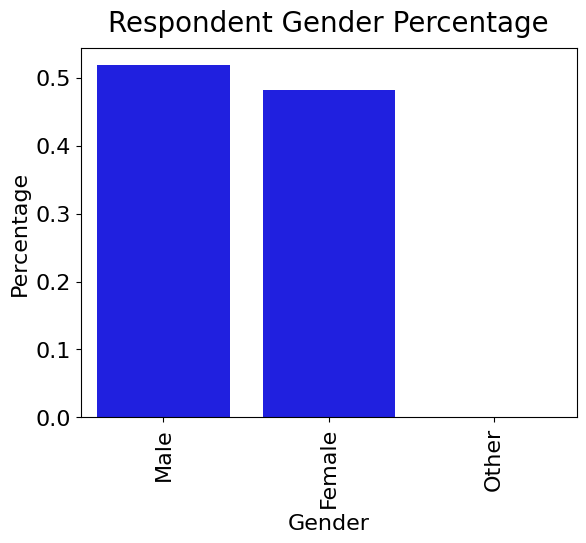 Respondent Gender Percentage
Percentage
0.5
0.4
0.3
0.2
0.1
0.0
Male
Female
Other
Gender